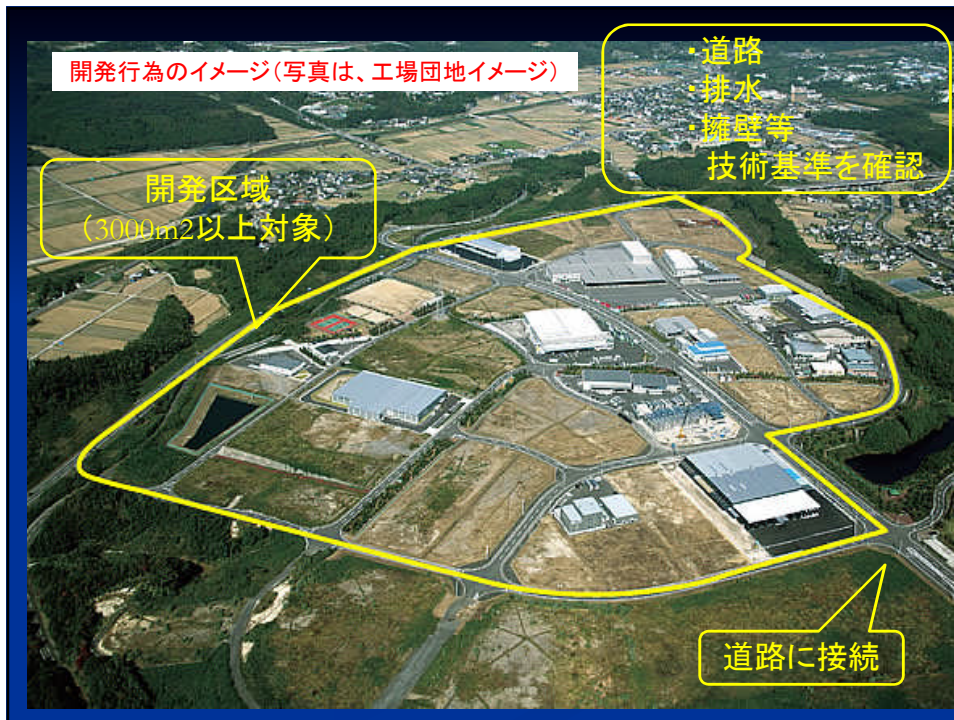 開発行為のイメージ(写真は、工場団地イメージ)
・道路
・排水
・擁壁等
技術基準を確認
開発区域
(3000m2以上対象)
道路に接続